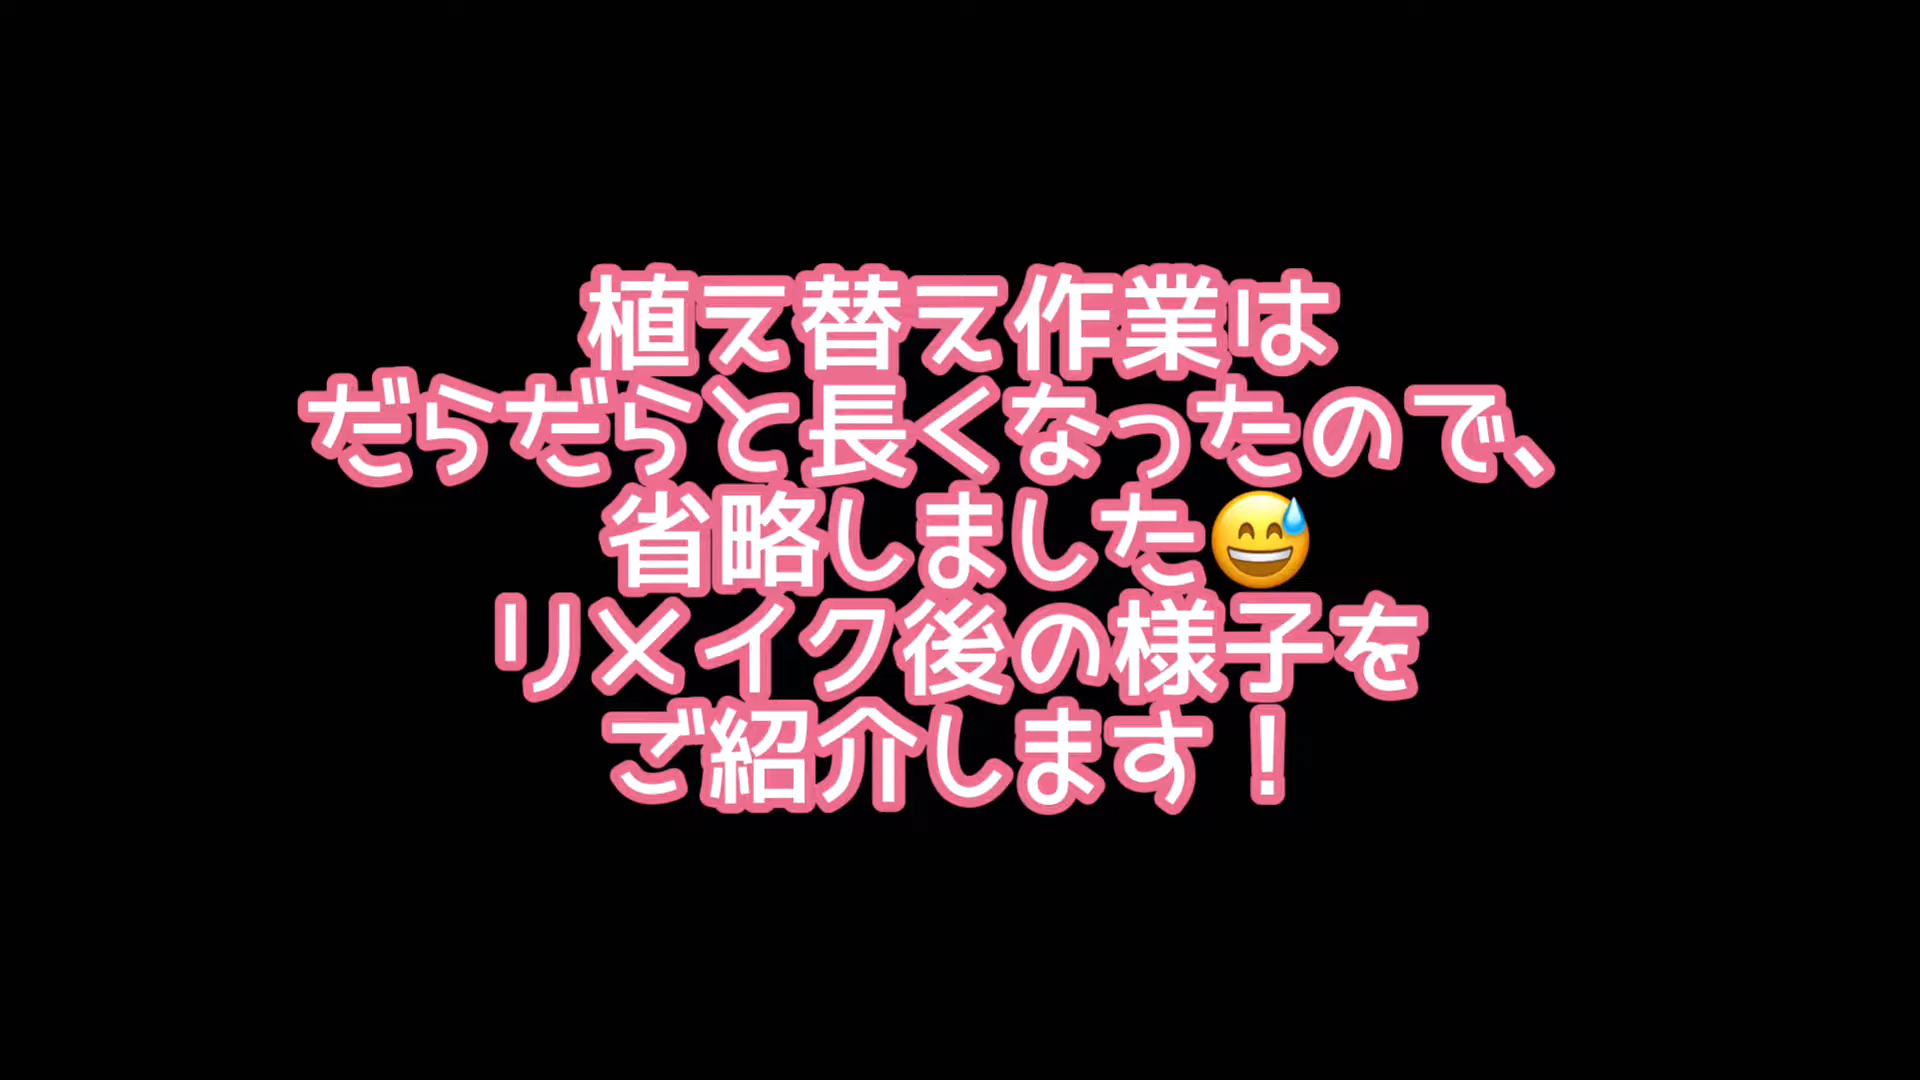 植え替え作業は
だらだらと長くなったので、
省略しました😅
リメイク後の様子を
ご紹介します！